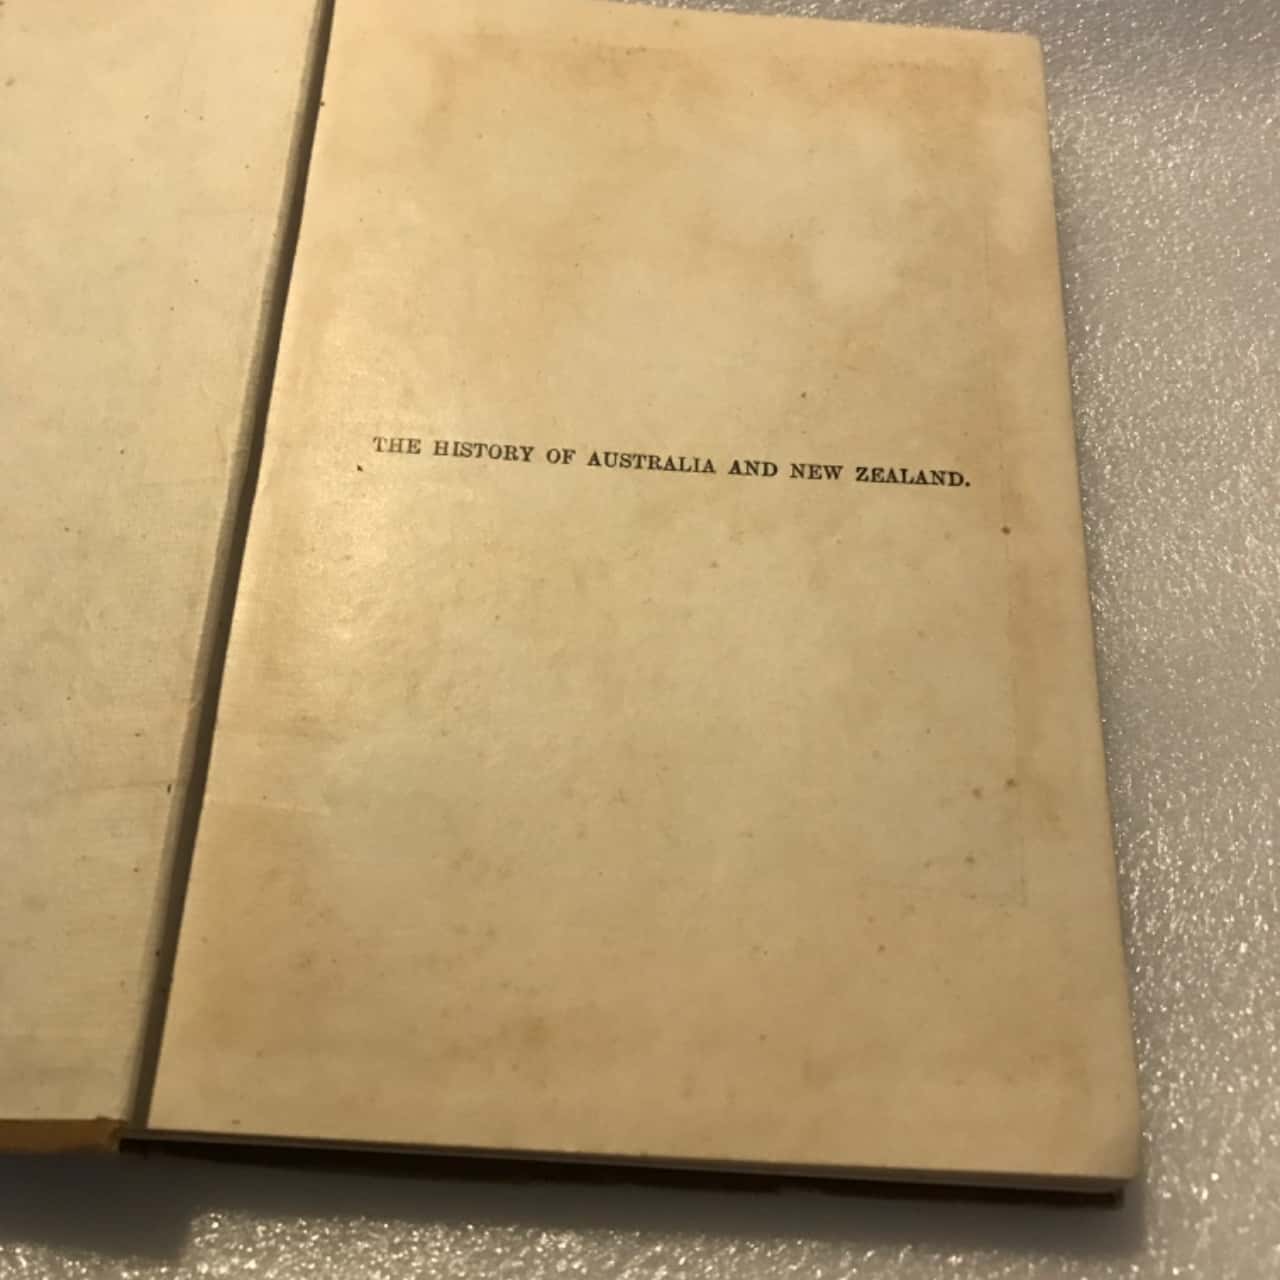 THE HISTORY OF AUSTRALIA AND NEW ZEALAND.